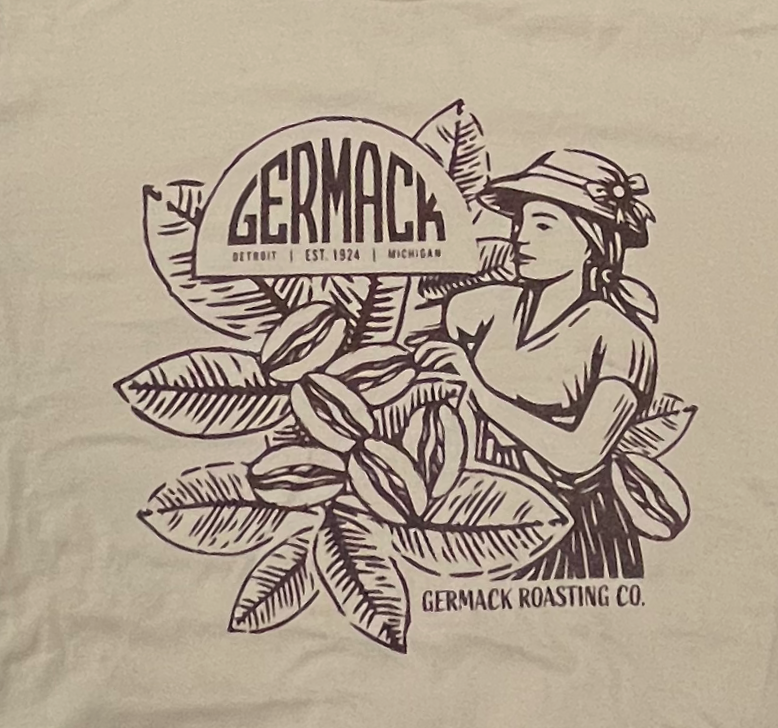 GERMACK
DETROIT | EST. 1924 | MICHIGAN
GERMACK ROASTING CO.